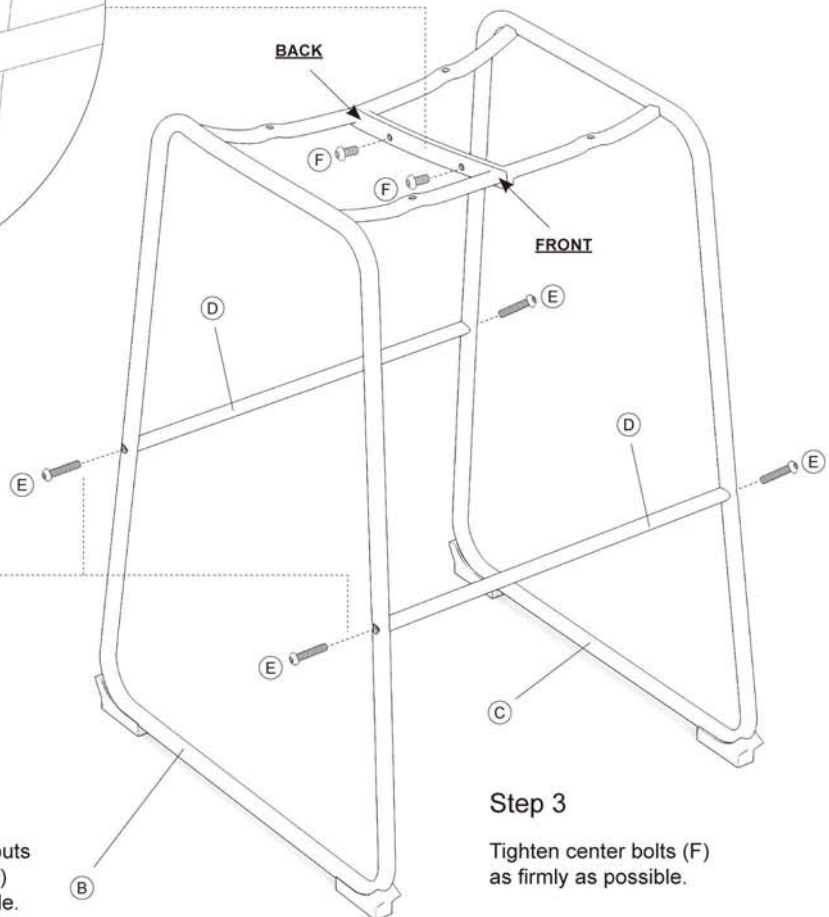 BACK
F
F
FRONT
E
D
D
E
E
E
C
Step 3
Tighten center bolts (F)
as firmly as possible.
B